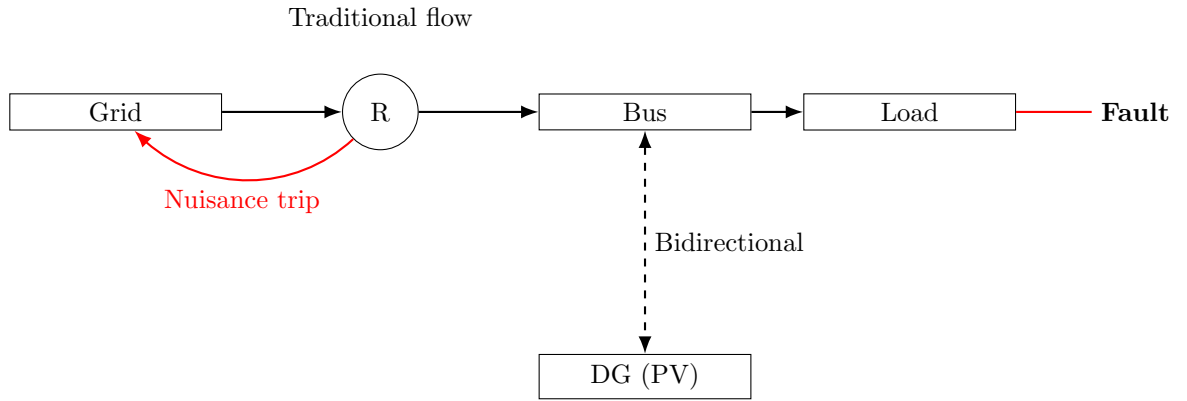 Traditional flow
Grid
R
Bus
Load
Fault
Nuisance trip
Bidirectional
DG (PV)